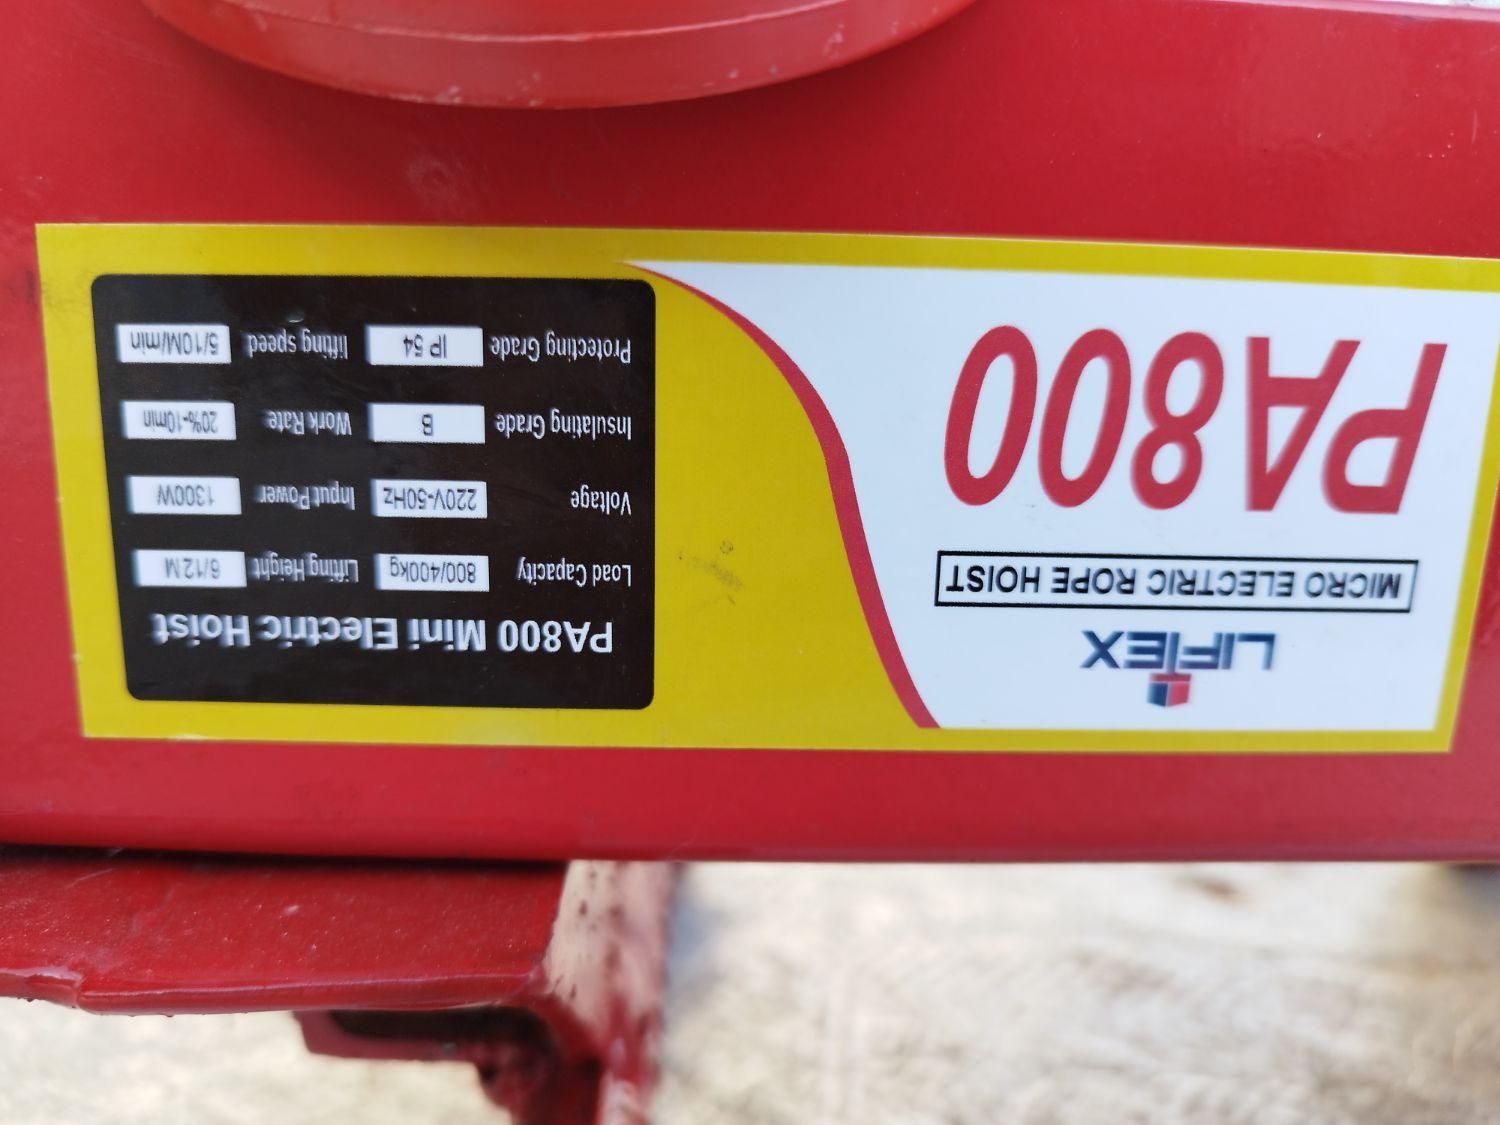 LIFTEX
MICRO ELECTRIC ROPE HOIST
PA800
PA800 Mini Electric Hoist
Load Capacity 800/400kg Lifting Height 6/12M
Voltage 220V-50Hz Input Power 1300W
Insulating Grade B Work Rate 20%-10min
Protecting Grade IP 54 lifting speed 5/10M/min